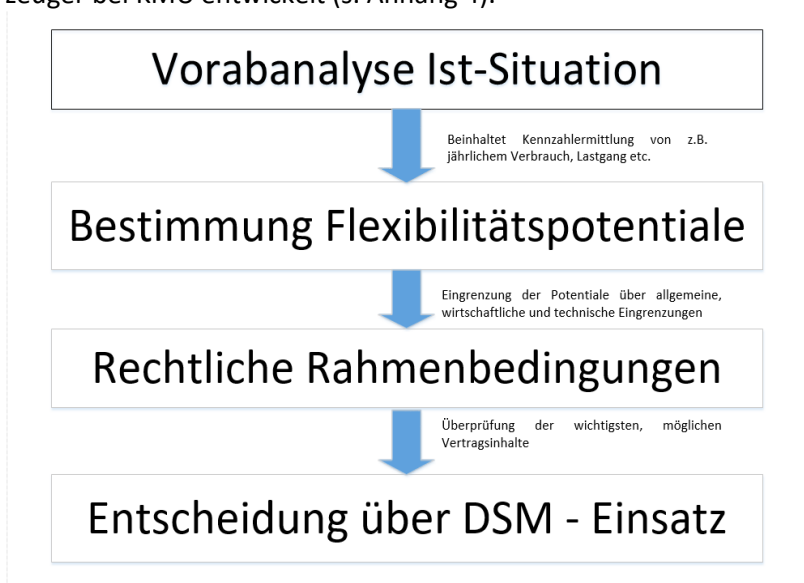 zeuger bei KMU entwickelt (s. Anhang 4).
Vorabanalyse Ist-Situation
Beinhaltet Kennzahlermittlung von z.B.
jährlichem Verbrauch, Lastgang etc.
Bestimmung Flexibilitätspotentiale
Eingrenzung der Potentiale über allgemeine,
wirtschaftliche und technische Eingrenzungen
Rechtliche Rahmenbedingungen
Überprüfung der wichtigsten, möglichen
Vertragsinhalte
Entscheidung über DSM - Einsatz